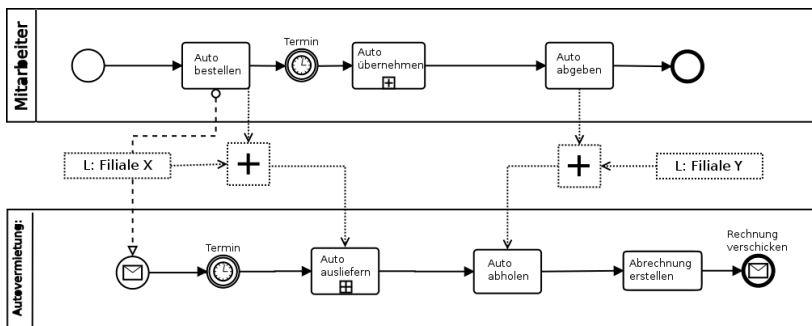 Mitarbeiter
Auto
bestellen
Termin
Auto
übernehmen
Auto
abgeben
L: Filiale X
L: Filiale Y
Autovermietung:
Termin
Auto
ausliefern
Auto
abholen
Abrechnung
erstellen
Rechnung
verschicken